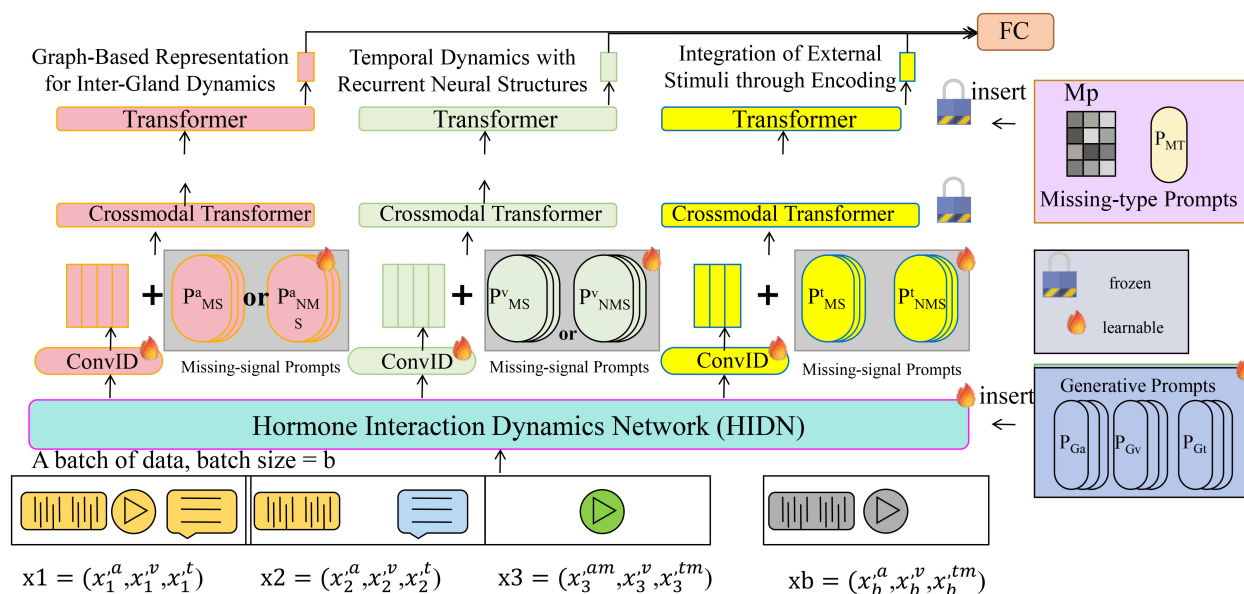 FC
Graph-Based Representation
for Inter-Gland Dynamics
Temporal Dynamics with
Recurrent Neural Structures
Integration of External
Stimuli through Encoding
insert
Mp
P_MT
Missing-type Prompts
Transformer
Transformer
Transformer
Crossmodal Transformer
Crossmodal Transformer
Crossmodal Transformer
P^a_MS
or
P^a_NM
S
P^v_MS
or
P^v_NMS
P^t_MS
P^t_NMS
+
+
+
frozen
learnable
ConvID
Missing-signal Prompts
ConvID
Missing-signal Prompts
ConvID
Missing-signal Prompts
Hormone Interaction Dynamics Network (HIDN)
insert
Generative Prompts
P_Ga
P_Gv
P_Gt
A batch of data, batch size = b
x1 = (x_1^{'a},x_1^{'v},x_1^{'t})
x2 = (x_2^{'a},x_2^{'v},x_2^{'t})
x3 = (x_3^{'am},x_3^{'v},x_3^{'tm})
xb = (x_b^{'a},x_b^{'v},x_b^{'tm})